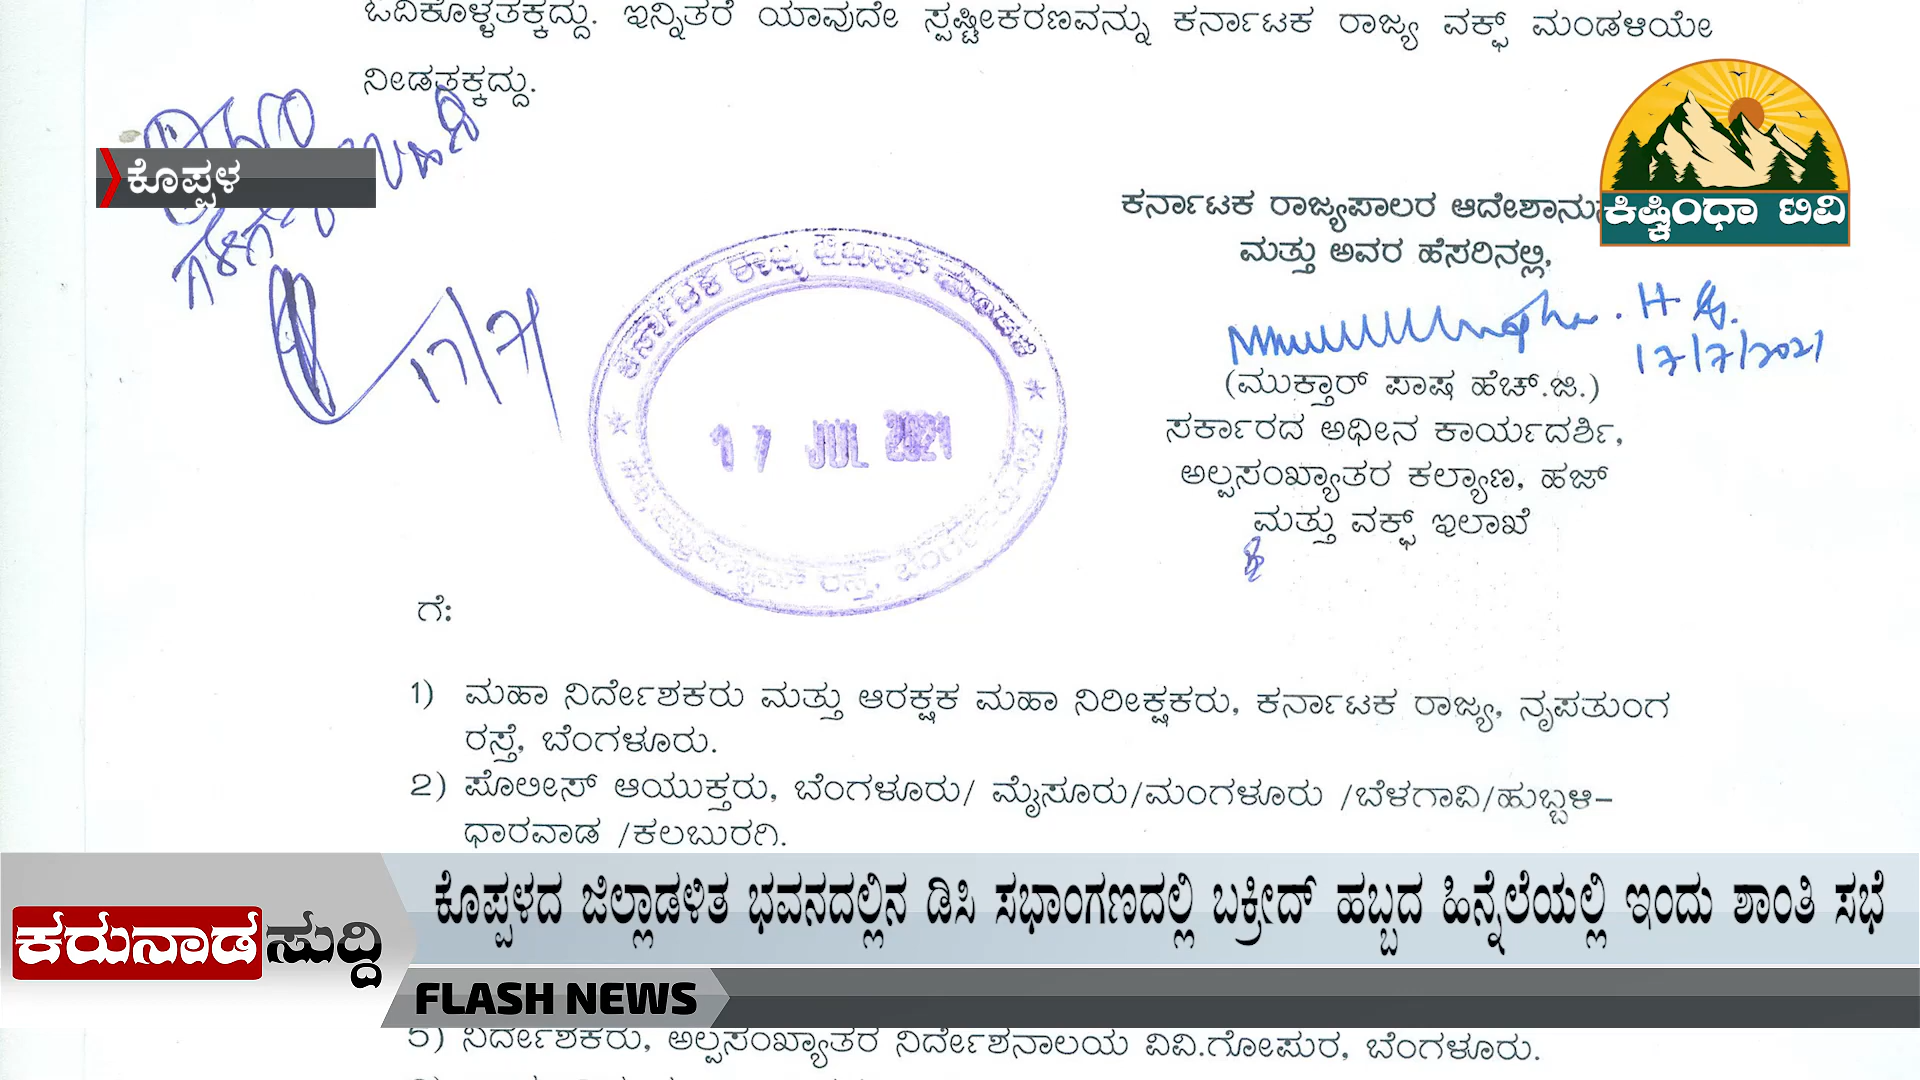 ಓದಿಕೊಳ್ಳತಕ್ಕದ್ದು. ಇನ್ನಿತರೆ ಯಾವುದೇ ಸ್ಪಷ್ಟೀಕರಣವನ್ನು ಕರ್ನಾಟಕ ರಾಜ್ಯ ವಕ್ಫ್ ಮಂಡಳಿಯೇ
ನೀಡತಕ್ಕದ್ದು.
ಕೊಪ್ಪಳ
ಕಿಷ್ಕಿಂಧಾ ಟಿವಿ
ಕರ್ನಾಟಕ ರಾಜ್ಯಪಾಲರ
ಮತ್ತು ಅವರ ಹೆಸರಿನಲ್ಲಿ,
17/7/2021
17/7
(ಮುಕ್ತಾರ್ ಪಾಷ ಹೆಚ್.ಜಿ.)
ಸರ್ಕಾರದ ಅಧೀನ ಕಾರ್ಯದರ್ಶಿ,
ಅಲ್ಪಸಂಖ್ಯಾತರ ಕಲ್ಯಾಣ, ಹಜ್
ಮತ್ತು ವಕ್ಫ್ ಇಲಾಖೆ
ಕರ್ನಾಟಕ ರಾಜ್ಯ
17 JUL 2021
ಗೆ:
1) ಮಹಾ ನಿರ್ದೇಶಕರು ಮತ್ತು ಆರಕ್ಷಕ ಮಹಾ ನಿರೀಕ್ಷಕರು, ಕರ್ನಾಟಕ ರಾಜ್ಯ, ನೃಪತುಂಗ
ರಸ್ತೆ, ಬೆಂಗಳೂರು.
2) ಪೊಲೀಸ್ ಆಯುಕ್ತರು, ಬೆಂಗಳೂರು/ ಮೈಸೂರು/ಮಂಗಳೂರು /ಬೆಳಗಾವಿ/ಹುಬ್ಬಳಿ-
ಧಾರವಾಡ /ಕಲಬುರಗಿ.
ಕೊಪ್ಪಳದ ಜಿಲ್ಲಾಡಳಿತ ಭವನದಲ್ಲಿನ ಡಿಸಿ ಸಭಾಂಗಣದಲ್ಲಿ ಬಕ್ರೀದ್ ಹಬ್ಬದ ಹಿನ್ನೆಲೆಯಲ್ಲಿ ಇಂದು ಶಾಂತಿ ಸಭೆ
ಕರುನಾಡ ಸುದ್ದಿ
FLASH NEWS
5) ನಿರ್ದೇಶಕರು, ಅಲ್ಪಸಂಖ್ಯಾತರ ನಿರ್ದೇಶನಾಲಯ ವಿವಿ.ಗೋಪುರ, ಬೆಂಗಳೂರು.